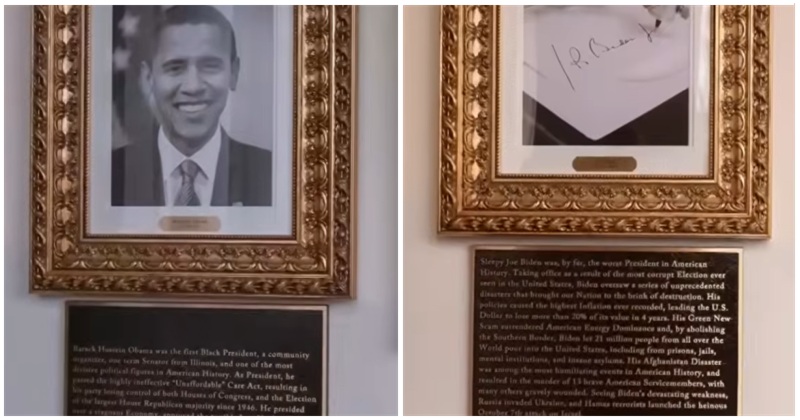 Barack Hussein Obama was the first Black President, a community
organizer, one term Senator from Illinois, and one of the most
divisive political figures in American History. As President, he
passed the highly ineffective "Unaffordable" Care Act, resulting in
his party losing control of both Houses of Congress, and the Election
of the largest House Republican majority since 1946. He presided
over a stagnant Economy,
Sleepy Joe Biden was, by far, the worst President in American
History. Taking office as a result of the most corrupt Election ever
seen in the United States, Biden oversaw a series of unprecedented
disasters that brought our Nation to the brink of destruction. His
policies caused the highest Inflation ever recorded, leading the U.S.
Dollar to lose more than 20% of its value in 4 years. His Green New
Scam surrendered American Energy Dominance and, by abolishing
the Southern Border, Biden let 21 million people from all over the
World pour into the United States, including from prisons, jails,
mental institutions, and insane asylums. His Afghanistan Disaster
was among the most humiliating events in American History, and
resulted in the murder of 13 brave American Servicemembers, with
many others gravely wounded. Seeing Biden's devastating weakness,
Russia invaded Ukraine, and Hamas terrorists launched the heinous
October 7th attack on Israel.